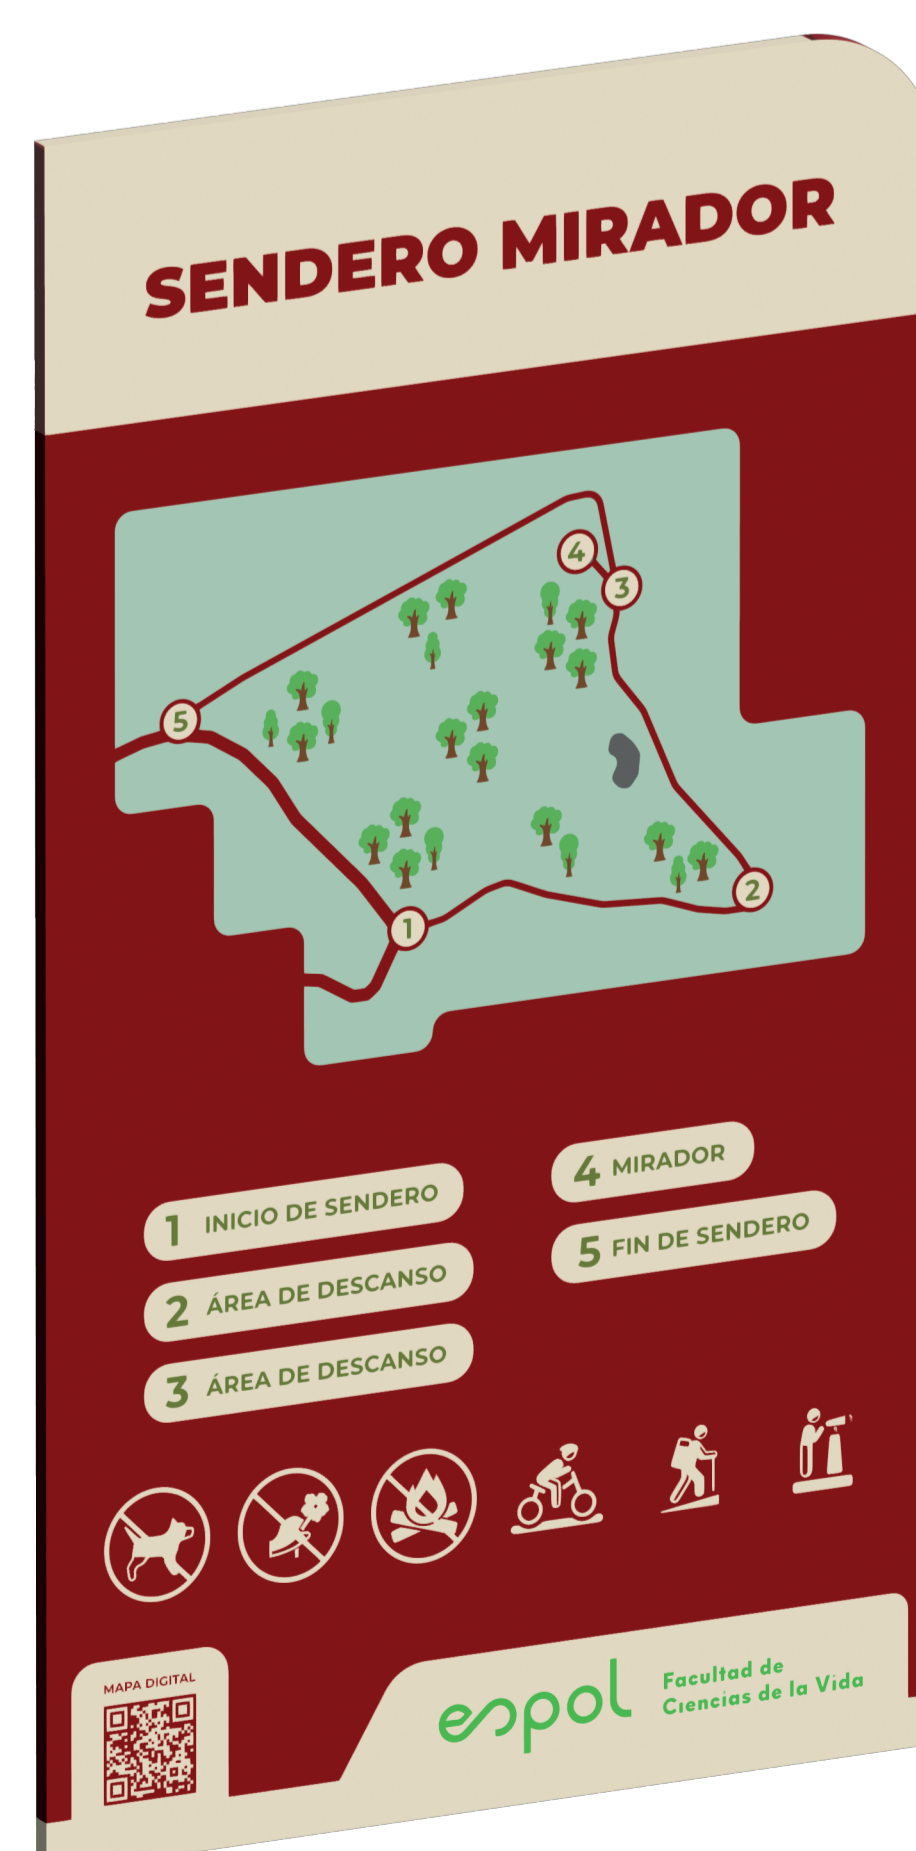 SENDERO MIRADOR
4
3
5
2
1
1 INICIO DE SENDERO
2 ÁREA DE DESCANSO
3 ÁREA DE DESCANSO
4 MIRADOR
5 FIN DE SENDERO
MAPA DIGITAL
espol
Facultad de
Ciencias de la Vida